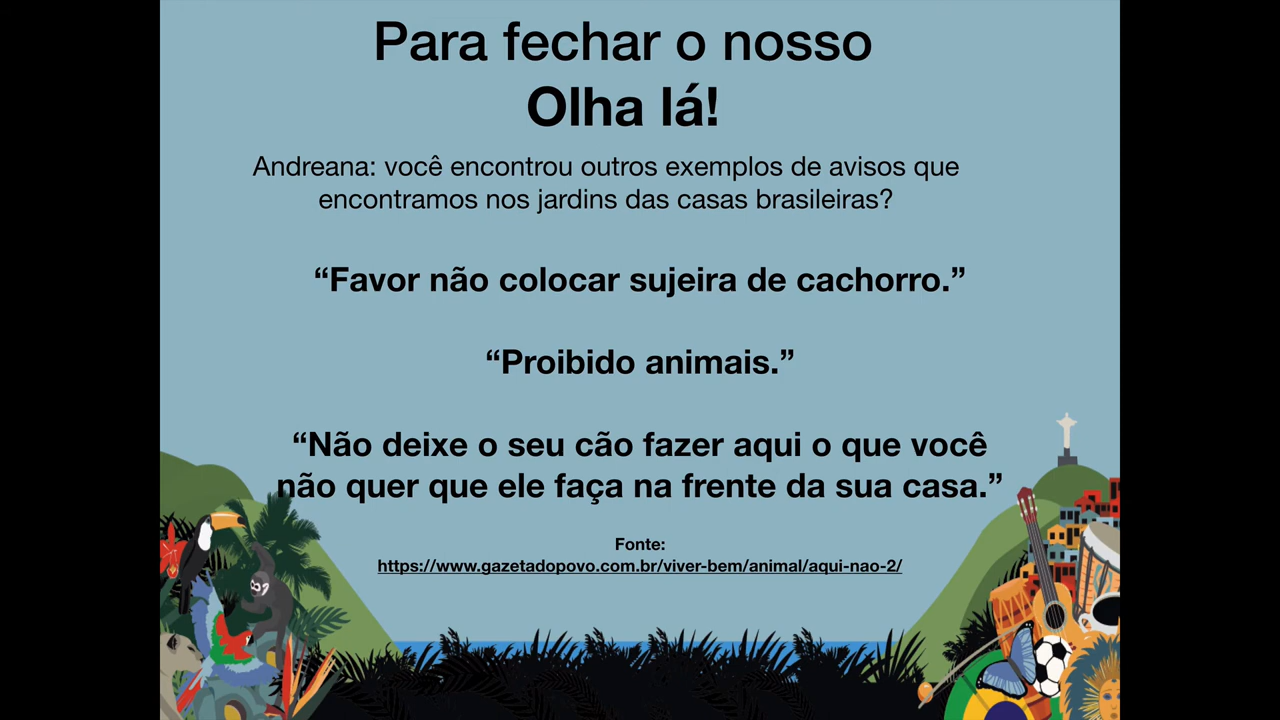 Para fechar o nosso
Olha lá!
Andreana: você encontrou outros exemplos de avisos que
encontramos nos jardins das casas brasileiras?
“Favor não colocar sujeira de cachorro.”
“Proibido animais.”
“Não deixe o seu cão fazer aqui o que você
não quer que ele faça na frente da sua casa.”
Fonte:
https://www.gazetadopovo.com.br/viver-bem/animal/aqui-nao-2/